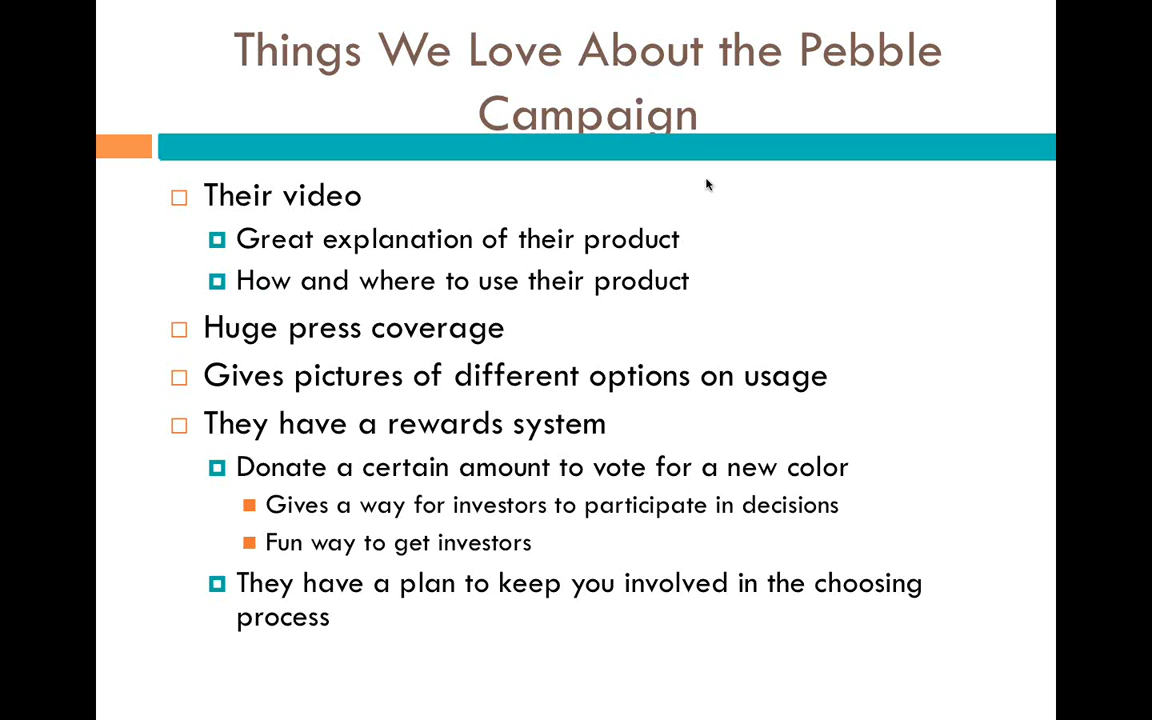 Things We Love About the Pebble
Campaign
Their video
Great explanation of their product
How and where to use their product
Huge press coverage
Gives pictures of different options on usage
They have a rewards system
Donate a certain amount to vote for a new color
Gives a way for investors to participate in decisions
Fun way to get investors
They have a plan to keep you involved in the choosing
process